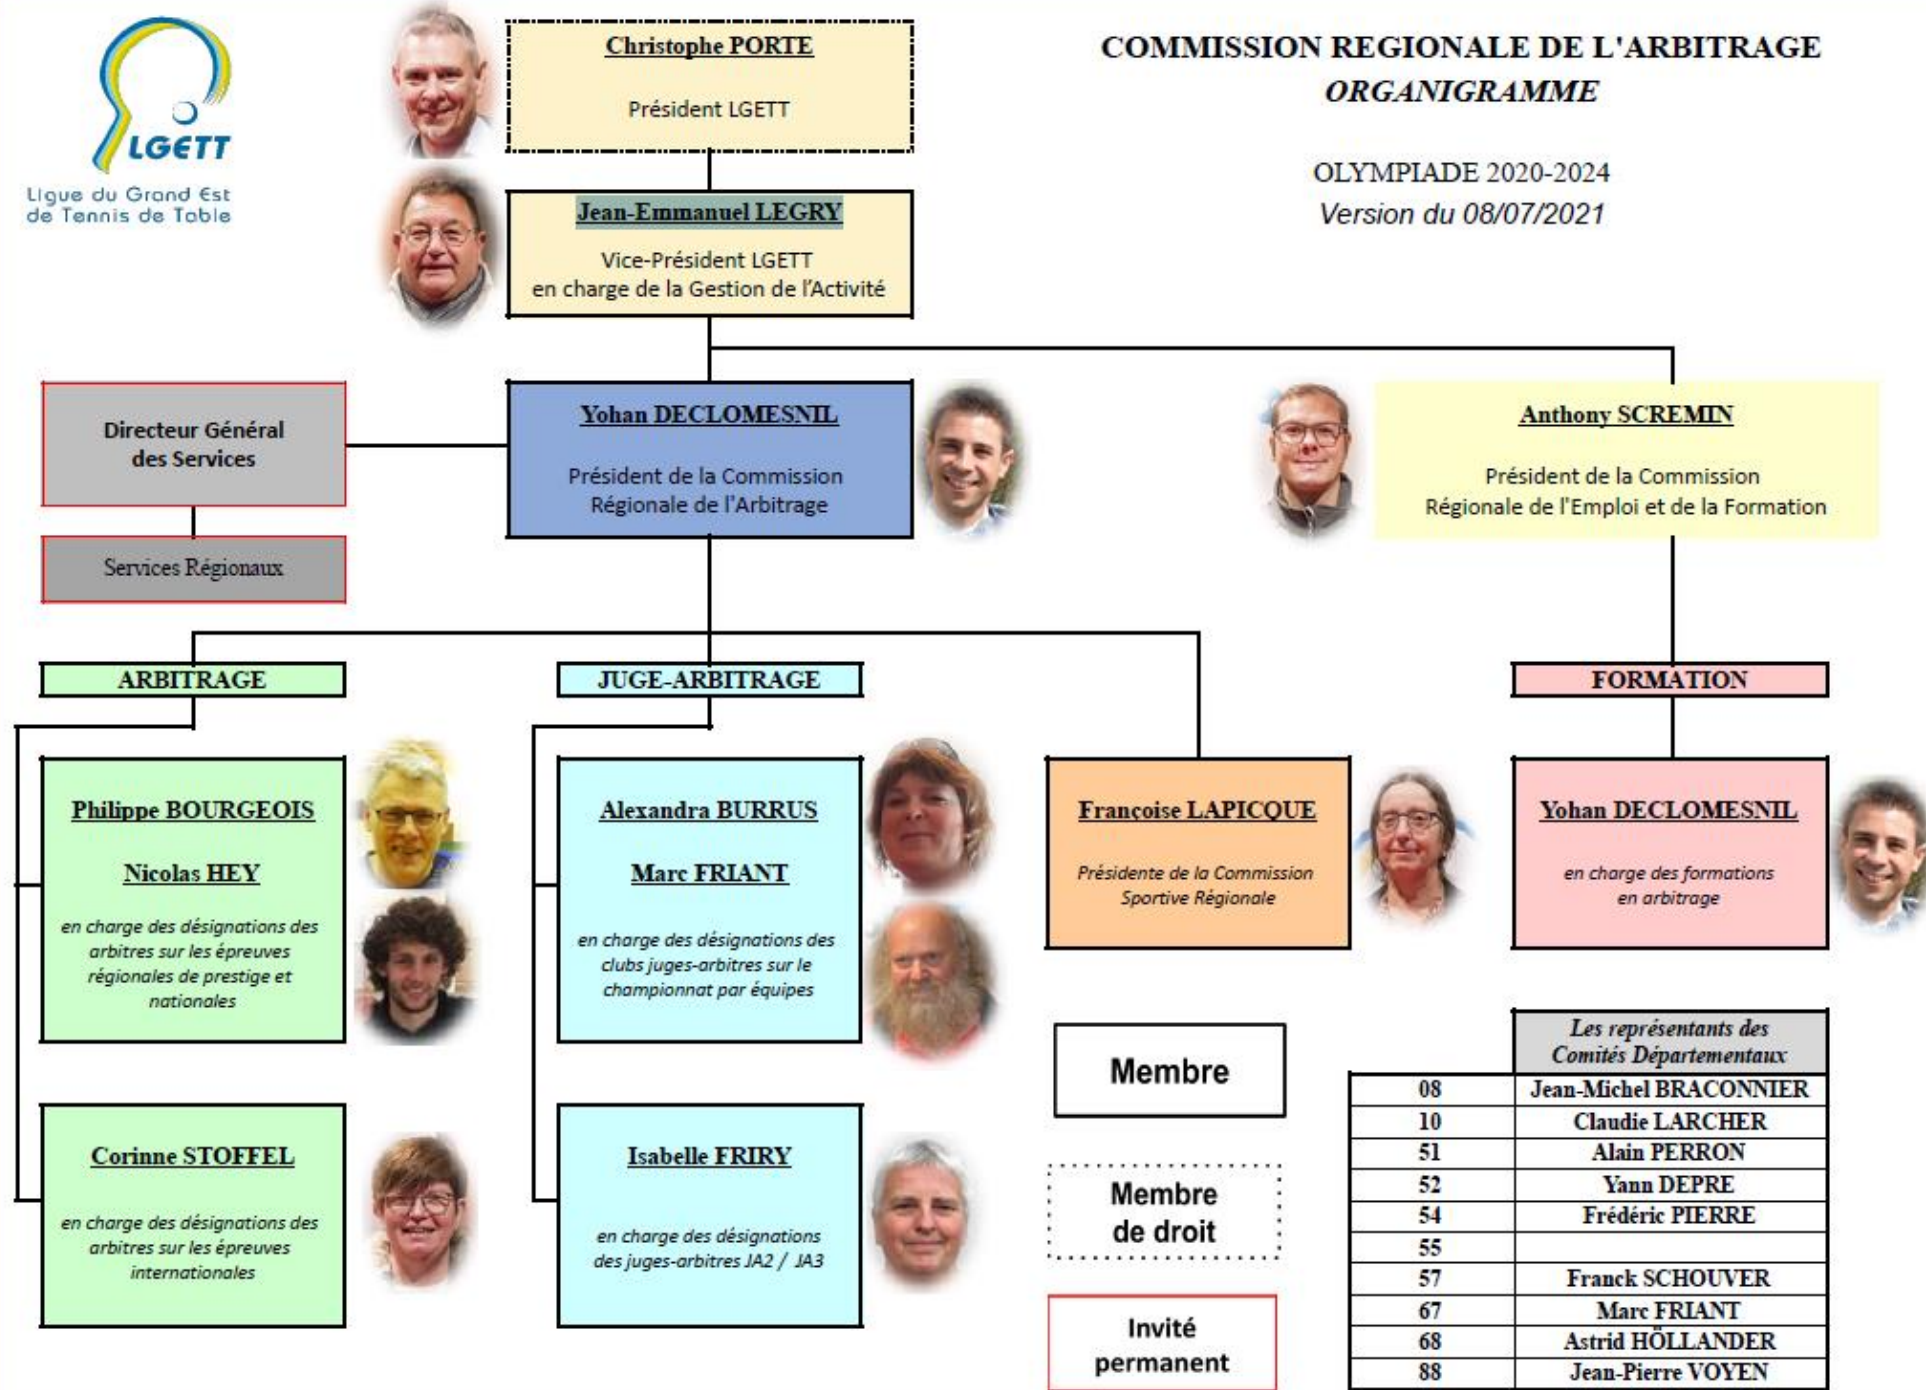 LGETT
Ligue du Grand Est
de Tennis de Table
Christophe PORTE
Président LGETT
COMMISSION REGIONALE DE L'ARBITRAGE
ORGANIGRAMME
OLYMPIADE 2020-2024
Version du 08/07/2021
Jean-Emmanuel LEGRY
Vice-Président LGETT
en charge de la Gestion de l’Activité
Directeur Général
des Services
Services Régionaux
Yohan DECLOMESNIL
Président de la Commission
Régionale de l'Arbitrage
Anthony SCREMIN
Président de la Commission
Régionale de l'Emploi et de la Formation
ARBITRAGE
JUGE-ARBITRAGE
FORMATION
Philippe BOURGEOIS
Nicolas HEY
en charge des désignations des
arbitres sur les épreuves
régionales de prestige et
nationales
Alexandra BURRUS
Marc FRIANT
en charge des désignations des
clubs juges-arbitres sur le
championnat par équipes
Françoise LAPICQUE
Présidente de la Commission
Sportive Régionale
Yohan DECLOMESNIL
en charge des formations
en arbitrage
Corinne STOFFEL
en charge des désignations des
arbitres sur les épreuves
internationales
Isabelle FRIRY
en charge des désignations
des juges-arbitres JA2 / JA3
Membre
Membre
de droit
Invité
permanent
Les représentants des
Comités Départementaux
08 Jean-Michel BRACONNIER
10 Claudie LARCHER
51 Alain PERRON
52 Yann DEPRE
54 Frédéric PIERRE
55
57 Franck SCHOUVER
67 Marc FRIANT
68 Astrid HÖLLANDER
88 Jean-Pierre VOYEN